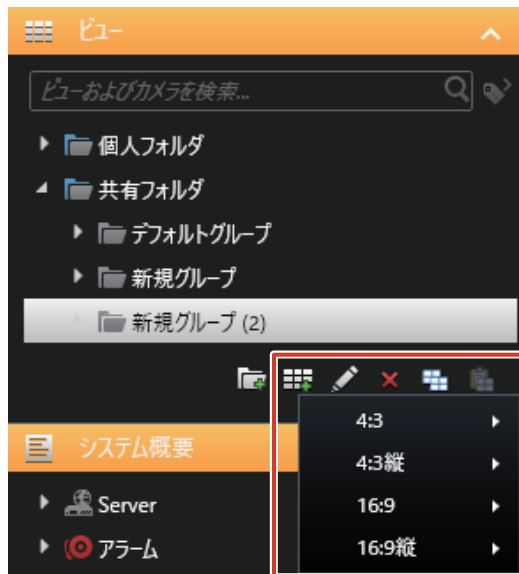 ビュー
ビューおよびカメラを検索...
個人フォルダ
共有フォルダ
デフォルトグループ
新規グループ
新規グループ (2)
4:3
4:3縦
16:9
16:9縦
システム概要
Server
アラーム